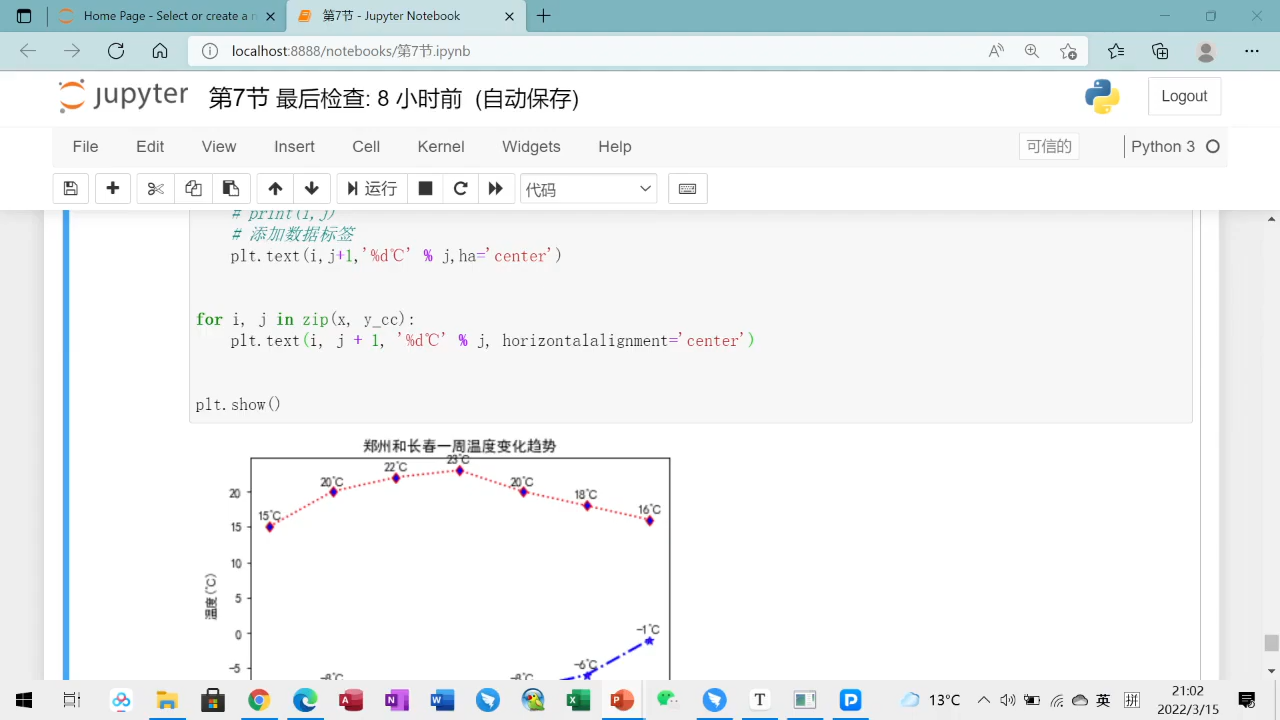 Home Page - Select or create a n
第7节 - Jupyter Notebook
localhost:8888/notebooks/第7节.ipynb
jupyter 第7节 最后检查: 8 小时前 (自动保存)
Logout
File Edit View Insert Cell Kernel Widgets Help
可信的
Python 3
运行
代码
# print(i,j)
# 添加数据标签
plt.text(i,j+1,'%d℃' % j,ha='center')
for i, j in zip(x, y_cc):
plt.text(i, j + 1, '%d℃' % j, horizontalalignment='center')
plt.show()
郑州和长春一周温度变化趋势
23℃
22℃
20℃
20℃
20
18℃
16℃
15℃
15
10
5
温度(℃)
0
-1℃
-5
-6℃
-8℃
-8℃
13℃
英
拼
21:02
2022/3/15